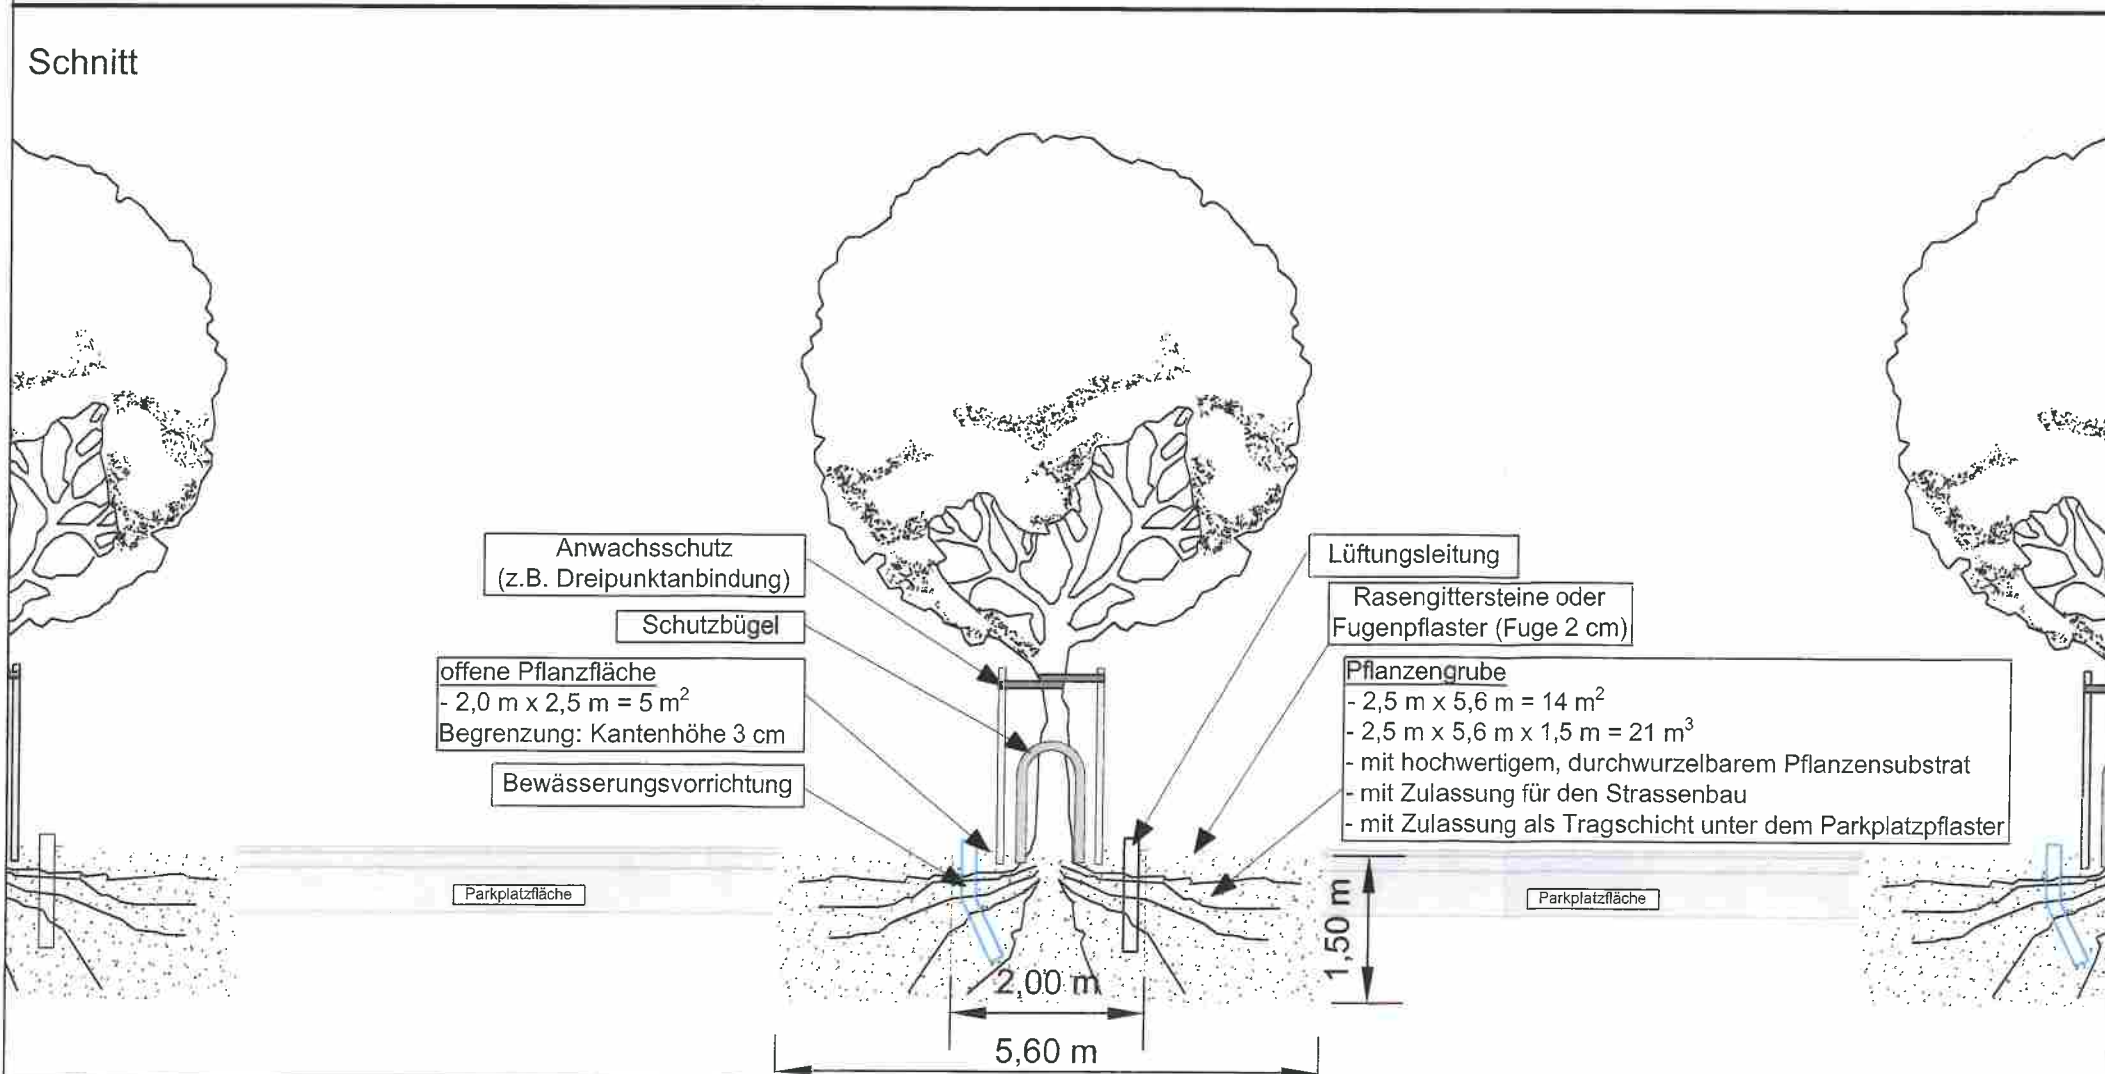 Schnitt
Anwachsschutz
(z.B. Dreipunktanbindung)
Schutzbügel
offene Pflanzfläche
- 2,0 m x 2,5 m = 5 m²
Begrenzung: Kantenhöhe 3 cm
Bewässerungsvorrichtung
Lüftungsleitung
Rasengittersteine oder
Fugenpflaster (Fuge 2 cm)
Pflanzengrube
- 2,5 m x 5,6 m = 14 m²
- 2,5 m x 5,6 m x 1,5 m = 21 m³
- mit hochwertigem, durchwurzelbarem Pflanzensubstrat
- mit Zulassung für den Strassenbau
- mit Zulassung als Tragschicht unter dem Parkplatzpflaster
Parkplatzfläche
Parkplatzfläche
1,50 m
2,00 m
5,60 m